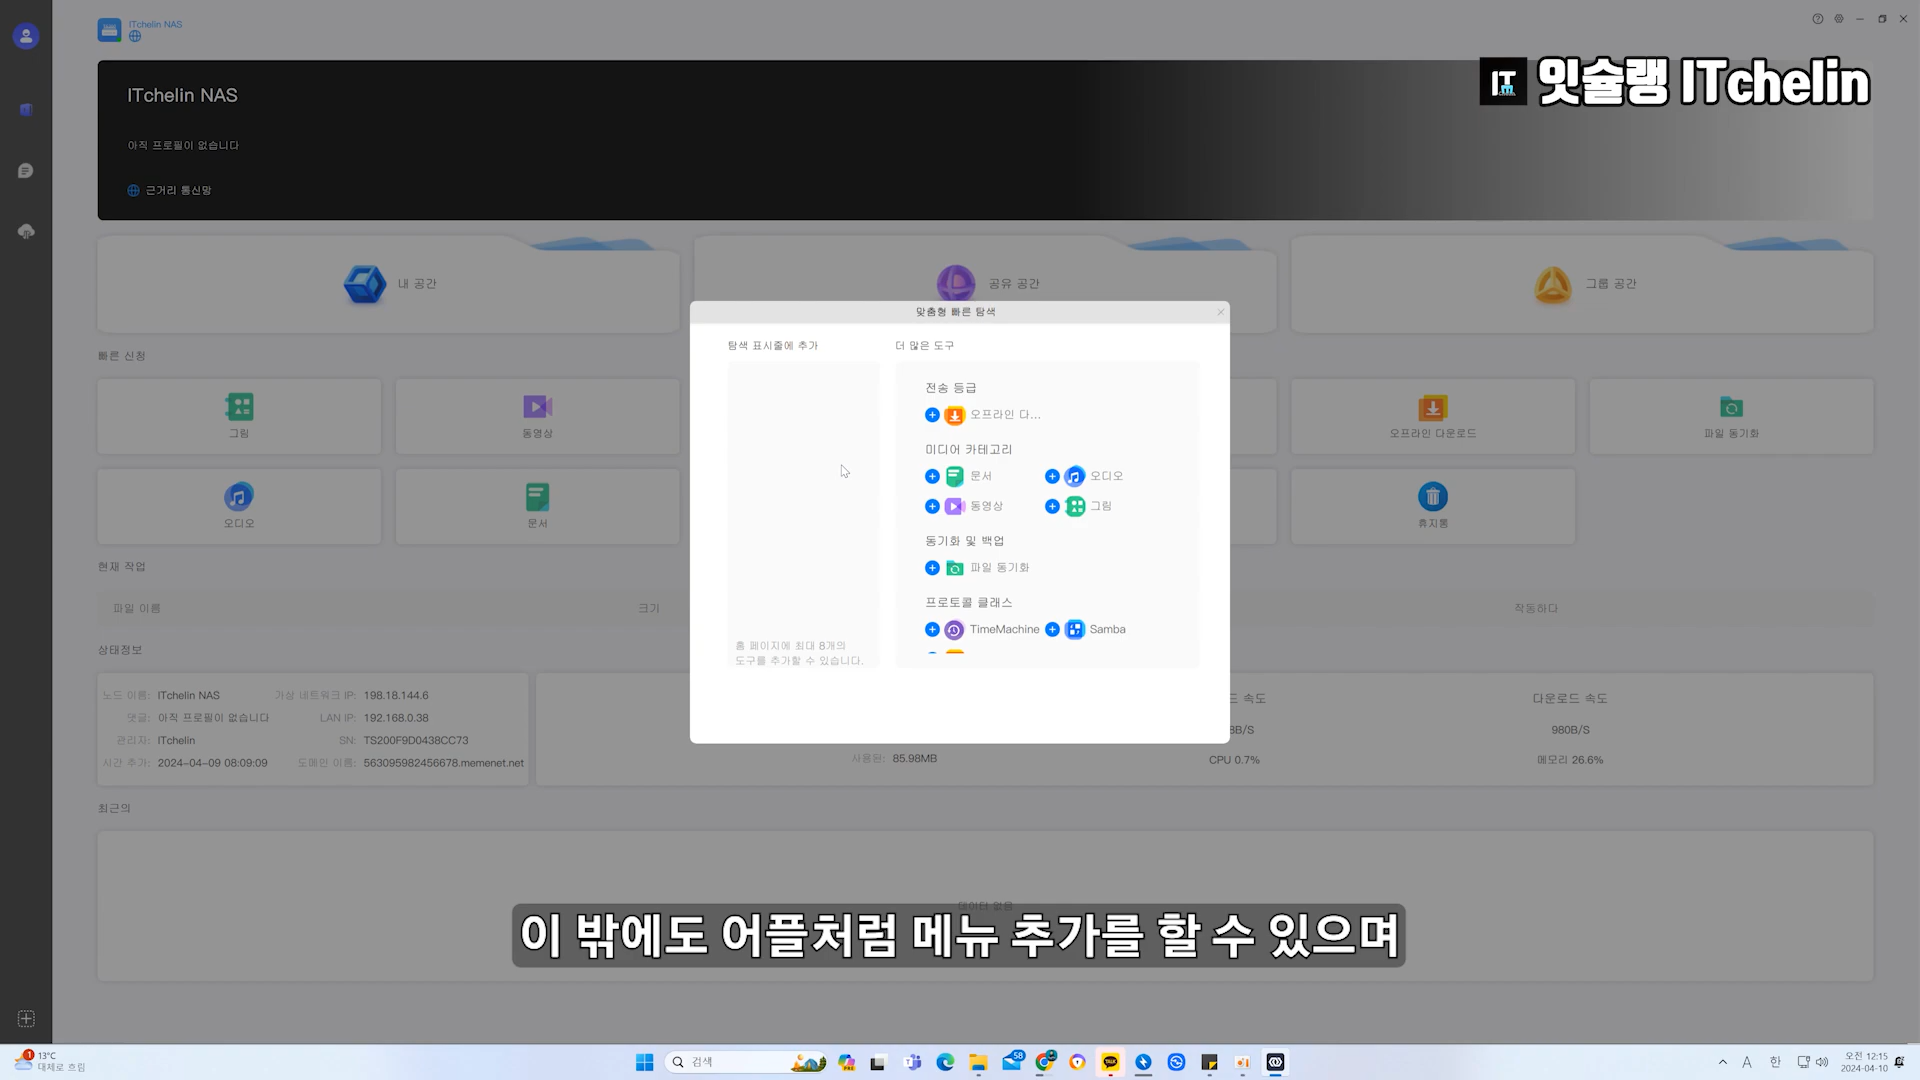 ITchelin NAS
ITchelin NAS
IT 잇슐랭 ITchelin
아직 프로필이 없습니다
근거리 통신망
내 공간
공유 공간
그룹 공간
맞춤형 빠른 탐색
탐색 표시줄에 추가
더 많은 도구
전송 등급
오프라인 다...
미디어 카테고리
문서
오디오
동영상
그림
동기화 및 백업
파일 동기화
프로토콜 클래스
TimeMachine
Samba
홈 페이지에 최대 8개의
도구를 추가할 수 있습니다.
빠른 신청
그림
동영상
오프라인 다운로드
파일 동기화
오디오
문서
휴지통
현재 작업
파일 이름
크기
작동하다
상태정보
노드 이름: ITchelin NAS
가상 네트워크 IP: 198.18.144.6
댓글: 아직 프로필이 없습니다
LAN IP: 192.168.0.38
관리자: ITchelin
SN: TS200F9D0438CC73
시간 추가: 2024-04-09 08:09:09
도메인 이름: 563095982456678.memenet.net
사용된: 85.98MB
드 속도
8B/S
CPU 0.7%
다운로드 속도
980B/S
메모리 26.6%
최근의
데이터 없음
이 밖에도 어플처럼 메뉴 추가를 할 수 있으며
1
13°C
대체로 흐림
검색
PRE
58
TALK
A
한
오전 12:15
2024-04-10